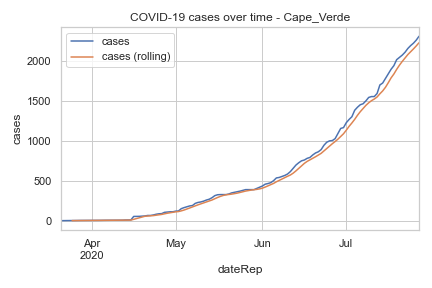 COVID-19 cases over time - Cape_Verde
cases
cases (rolling)
cases
2000
1500
1000
500
0
Apr
2020
May
Jun
Jul
dateRep